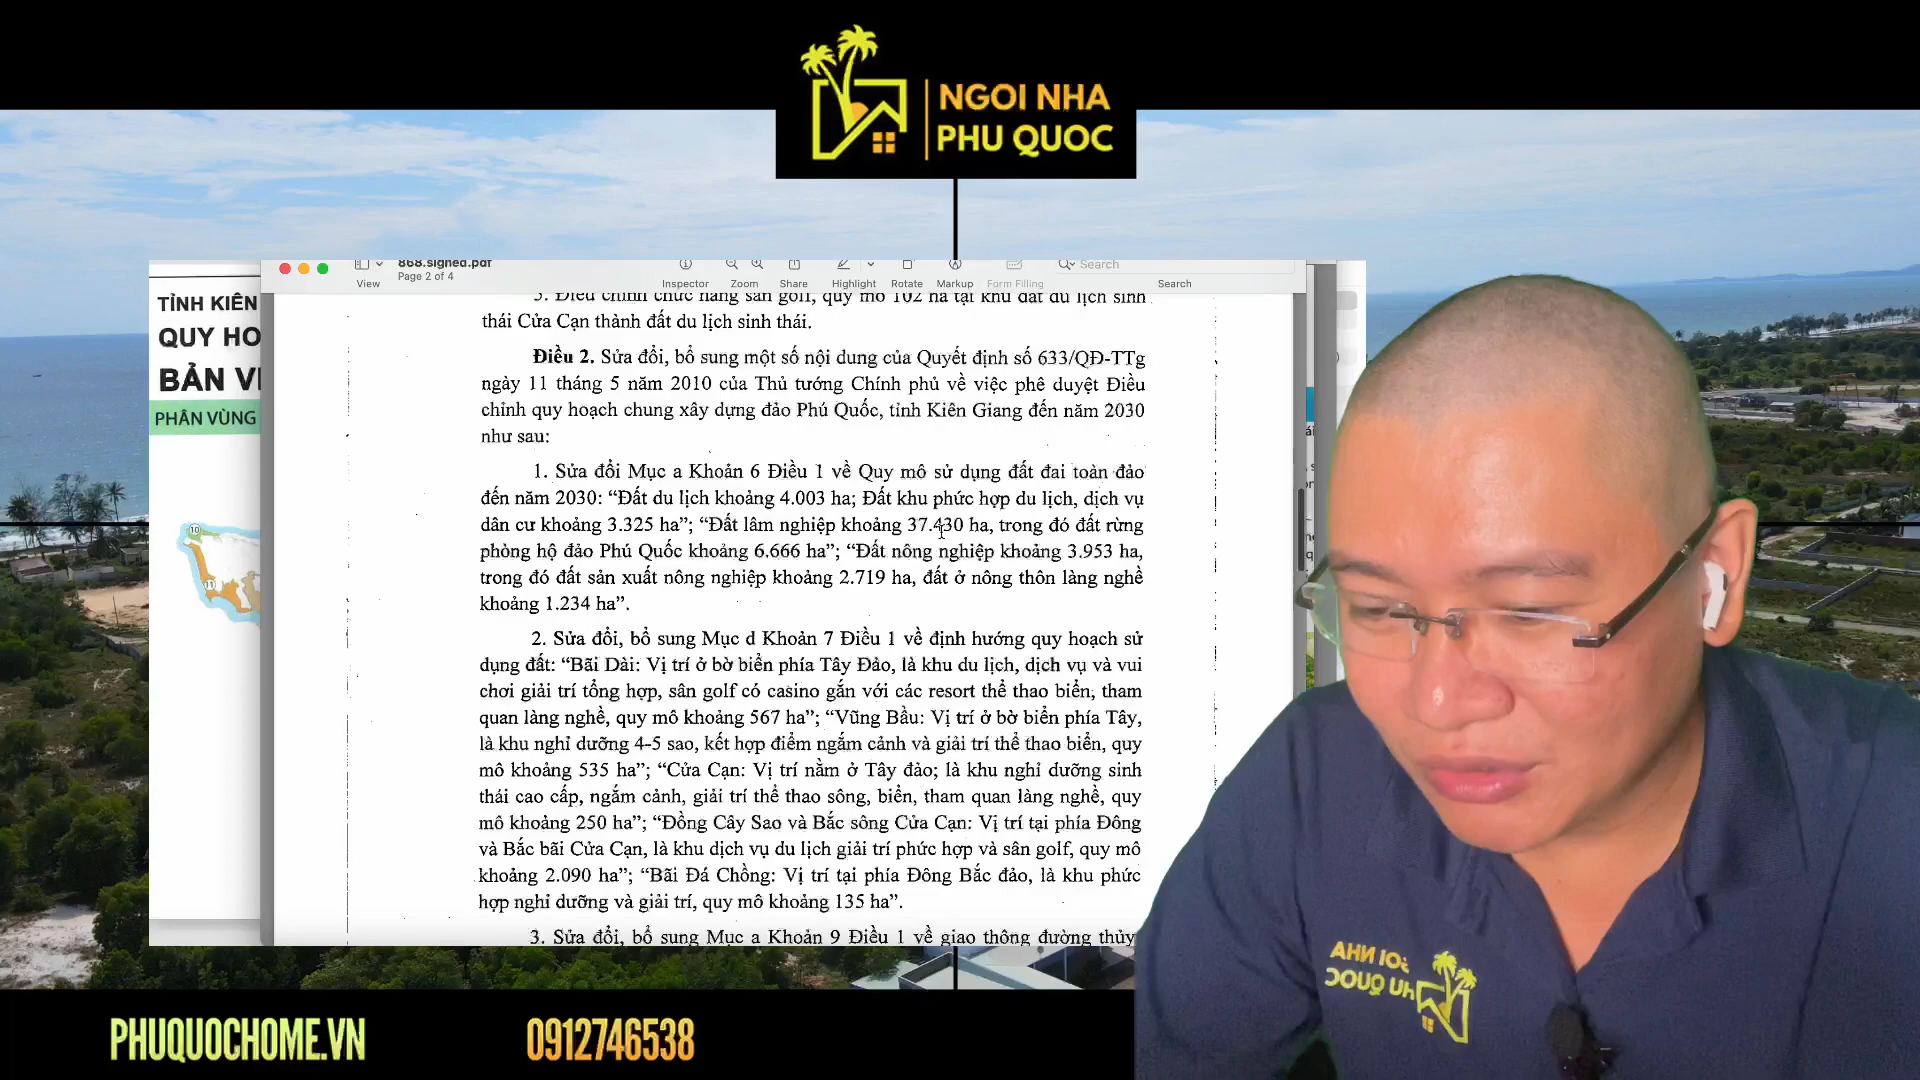 NGOI NHA
PHU QUOC
868.signed.pdf
Page 2 of 4
Search
View
Inspector
Zoom
Share
Highlight
Rotate
Markup
Form Filling
Search
TỈNH KIÊN
QUY HO
BẢN V
PHÂN VÙNG
10
11
5. Điều chỉnh chức năng sân golf, quy mô 102 ha tại khu đất du lịch sinh
thái Cửa Cạn thành đất du lịch sinh thái.
Điều 2. Sửa đổi, bổ sung một số nội dung của Quyết định số 633/QĐ-TTg
ngày 11 tháng 5 năm 2010 của Thủ tướng Chính phủ về việc phê duyệt Điều
chỉnh quy hoạch chung xây dựng đảo Phú Quốc, tỉnh Kiên Giang đến năm 2030
như sau:
1. Sửa đổi Mục a Khoản 6 Điều 1 về Quy mô sử dụng đất đai toàn đảo
đến năm 2030: “Đất du lịch khoảng 4.003 ha; Đất khu phức hợp du lịch, dịch vụ
dân cư khoảng 3.325 ha”; “Đất lâm nghiệp khoảng 37.430 ha, trong đó đất rừng
phòng hộ đảo Phú Quốc khoảng 6.666 ha”; “Đất nông nghiệp khoảng 3.953 ha,
trong đó đất sản xuất nông nghiệp khoảng 2.719 ha, đất ở nông thôn làng nghề
khoảng 1.234 ha”.
2. Sửa đổi, bổ sung Mục d Khoản 7 Điều 1 về định hướng quy hoạch sử
dụng đất: “Bãi Dài: Vị trí ở bờ biển phía Tây Đảo, là khu du lịch, dịch vụ và vui
chơi giải trí tổng hợp, sân golf có casino gắn với các resort thể thao biển, tham
quan làng nghề, quy mô khoảng 567 ha”; “Vũng Bầu: Vị trí ở bờ biển phía Tây,
là khu nghỉ dưỡng 4-5 sao, kết hợp điểm ngắm cảnh và giải trí thể thao biển, quy
mô khoảng 535 ha”; “Cửa Cạn: Vị trí nằm ở Tây đảo; là khu nghỉ dưỡng sinh
thái cao cấp, ngắm cảnh, giải trí thể thao sông, biển, tham quan làng nghề, quy
mô khoảng 250 ha”; “Đồng Cây Sao và Bắc sông Cửa Cạn: Vị trí tại phía Đông
và Bắc bãi Cửa Cạn, là khu dịch vụ du lịch giải trí phức hợp và sân golf, quy mô
khoảng 2.090 ha”; “Bãi Đá Chồng: Vị trí tại phía Đông Bắc đảo, là khu phức
hợp nghỉ dưỡng và giải trí, quy mô khoảng 135 ha”.
3. Sửa đổi, bổ sung Mục a Khoản 9 Điều 1 về giao thông đường thủy
PHUQUOCHOME.VN
0912746538